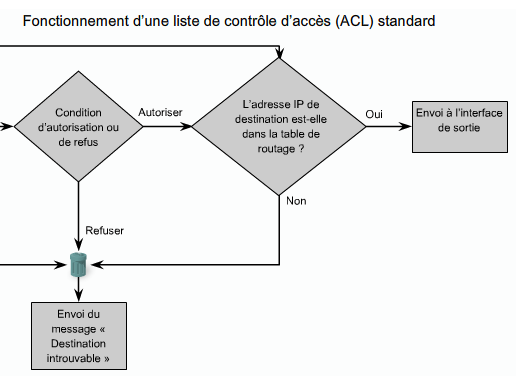 Fonctionnement d'une liste de contrôle d'accès (ACL) standard
Condition
d'autorisation ou
de refus
Autoriser
L'adresse IP de
destination est-elle
dans la table de
routage ?
Oui
Envoi à l'interface
de sortie
Non
Refuser
Envoi du
message «
Destination
introuvable »